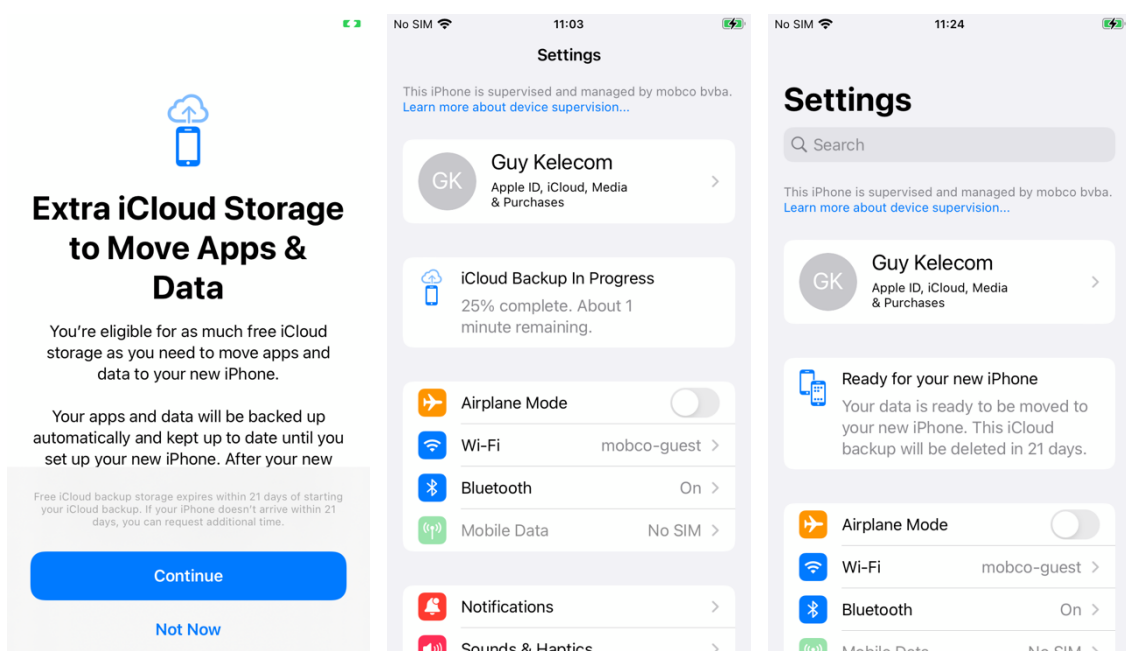 Extra iCloud Storage
to Move Apps &
Data
You're eligible for as much free iCloud
storage as you need to move apps and
data to your new iPhone.
Your apps and data will be backed up
automatically and kept up to date until you
set up your new iPhone. After your new
Free iCloud backup storage expires within 21 days of starting
your iCloud backup. If your iPhone doesn't arrive within 21
days, you can request additional time.
Continue
Not Now
No SIM
11:03
Settings
This iPhone is supervised and managed by mobco bvba.
Learn more about device supervision...
GK
Guy Kelecom
Apple ID, iCloud, Media
& Purchases
iCloud Backup In Progress
25% complete. About 1
minute remaining.
Airplane Mode
Wi-Fi mobco-guest
Bluetooth On
Mobile Data No SIM
Notifications
Sounds & Haptics
No SIM
11:24
Settings
Search
This iPhone is supervised and managed by mobco bvba.
Learn more about device supervision...
GK
Guy Kelecom
Apple ID, iCloud, Media
& Purchases
Ready for your new iPhone
Your data is ready to be moved to
your new iPhone. This iCloud
backup will be deleted in 21 days.
Airplane Mode
Wi-Fi mobco-guest
Bluetooth On
Mobile Data No SIM